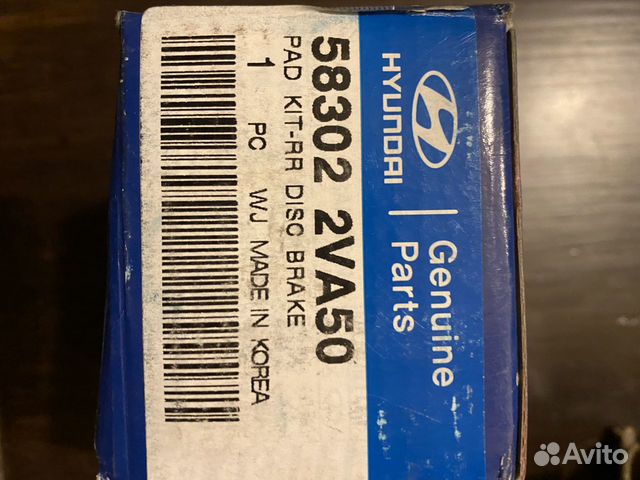 HYUNDAI
Genuine
Parts
58302 2VA50
PAD KIT-RR DISC BRAKE
1 PC WJ MADE IN KOREA
Avito